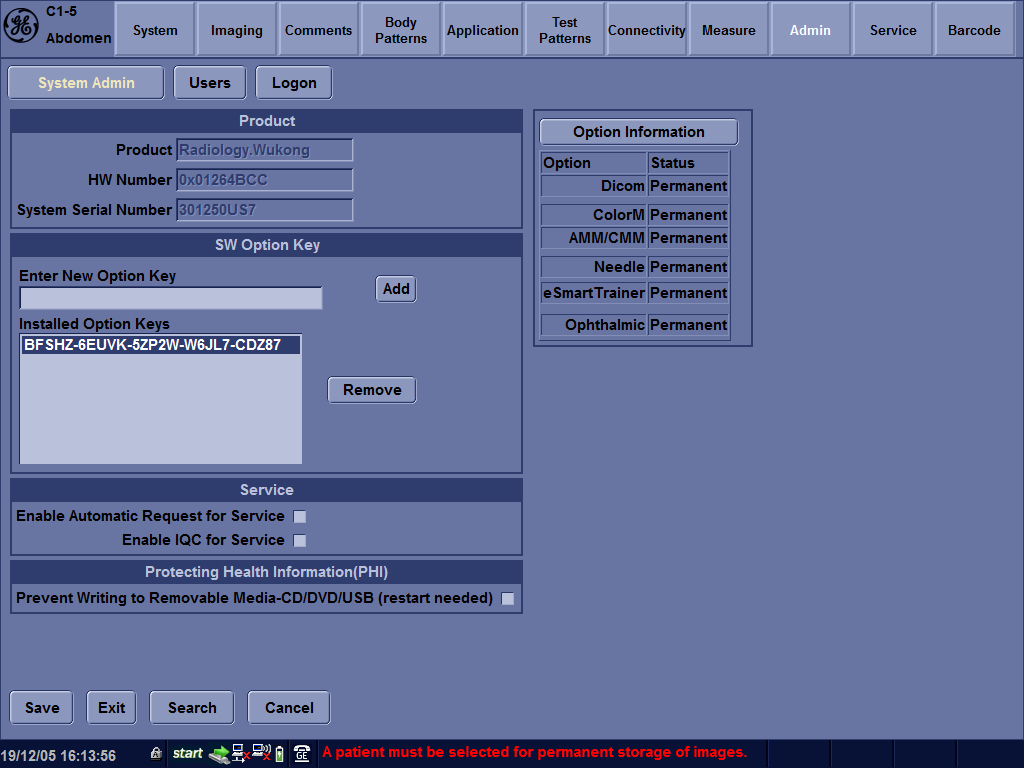 C1-5
Abdomen
System
Imaging
Comments
Body
Patterns
Application
Test
Patterns
Connectivity
Measure
Admin
Service
Barcode
System Admin
Users
Logon
Product
Product Radiology.Wukong
HW Number 0x01264BCC
System Serial Number 301250US7
SW Option Key
Enter New Option Key
Add
Installed Option Keys
BFSHZ-6EUVK-5ZP2W-W6JL7-CDZ87
Remove
Service
Enable Automatic Request for Service
Enable IQC for Service
Protecting Health Information(PHI)
Prevent Writing to Removable Media-CD/DVD/USB (restart needed)
Option Information
Option Status
Dicom Permanent
ColorM Permanent
AMM/CMM Permanent
Needle Permanent
eSmartTrainer Permanent
Ophthalmic Permanent
Save
Exit
Search
Cancel
19/12/05 16:13:56
start
GE
A patient must be selected for permanent storage of images.